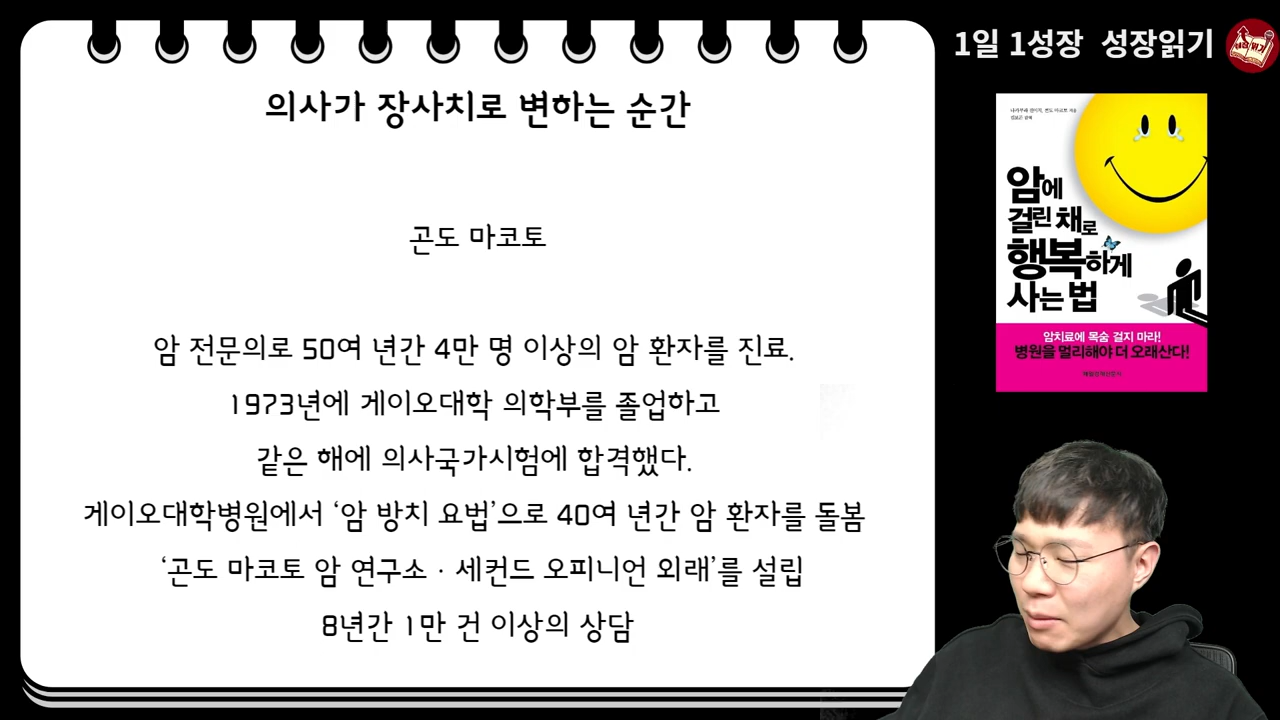 의사가 장사치로 변하는 순간
곤도 마코토
암 전문의로 50여 년간 4만 명 이상의 암 환자를 진료.
1973년에 게이오대학 의학부를 졸업하고
같은 해에 의사국가시험에 합격했다.
게이오대학병원에서 ‘암 방치 요법’으로 40여 년간 암 환자를 돌봄
‘곤도 마코토 암 연구소 · 세컨드 오피니언 외래’를 설립
8년간 1만 건 이상의 상담
1일 1성장 성장읽기
암에
걸린 채로
행복하게
사는 법
암치료에 목숨 걸지 마라!
병원을 멀리해야 더 오래산다!